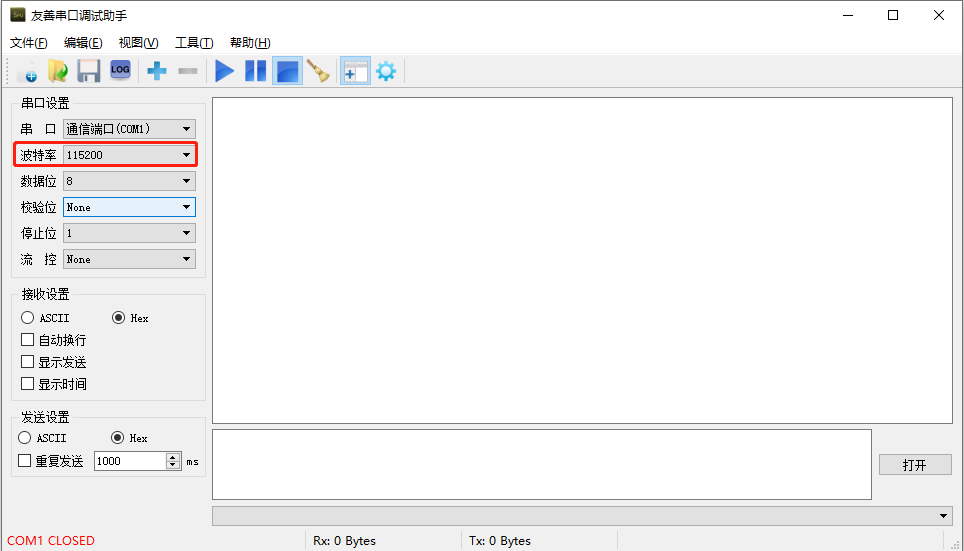 友善串口调试助手
文件(F) 编辑(E) 视图(V) 工具(T) 帮助(H)
LOG
串口设置
串 口 通信端口(COM1)
波特率 115200
数据位 8
校验位 None
停止位 1
流 控 None
接收设置
ASCII Hex
自动换行
显示发送
显示时间
发送设置
ASCII Hex
重复发送 1000 ms
打开
COM1 CLOSED Rx: 0 Bytes Tx: 0 Bytes